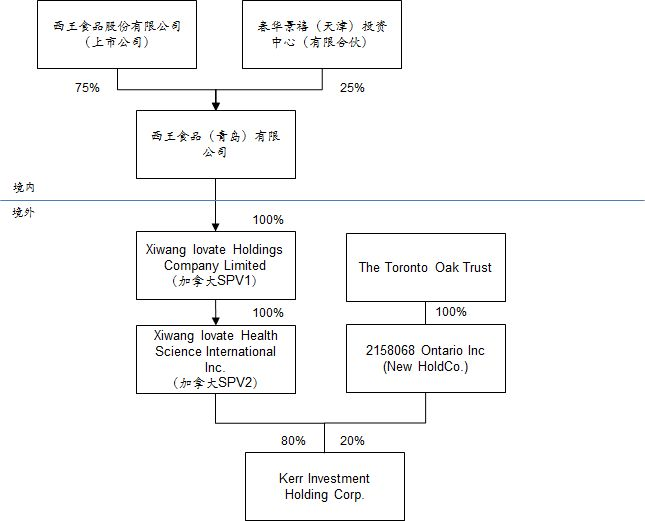 西王食品股份有限公司
（上市公司）
春华景禧（天津）投资
中心（有限合伙）
75%
25%
西王食品（青岛）有限
公司
境内
境外
100%
Xiwang Iovate Holdings
Company Limited
（加拿大SPV1）
The Toronto Oak Trust
100%
100%
Xiwang Iovate Health
Science International
Inc.
（加拿大SPV2）
2158068 Ontario Inc
(New HoldCo.)
80%
20%
Kerr Investment
Holding Corp.